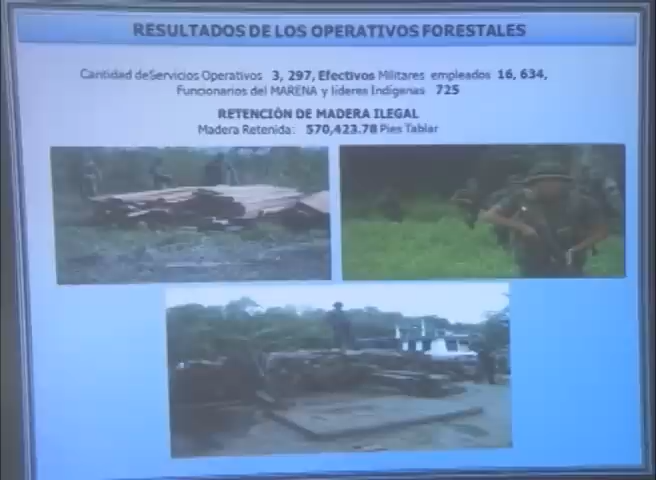 RESULTADOS DE LOS OPERATIVOS FORESTALES
Cantidad deServicios Operativos 3, 297, Efectivos Militares empleados 16, 634,
Funcionarios del MARENA y líderes Indígenas 725
RETENCIÓN DE MADERA ILEGAL
Madera Retenida: 570,423.78 Pies Tablar